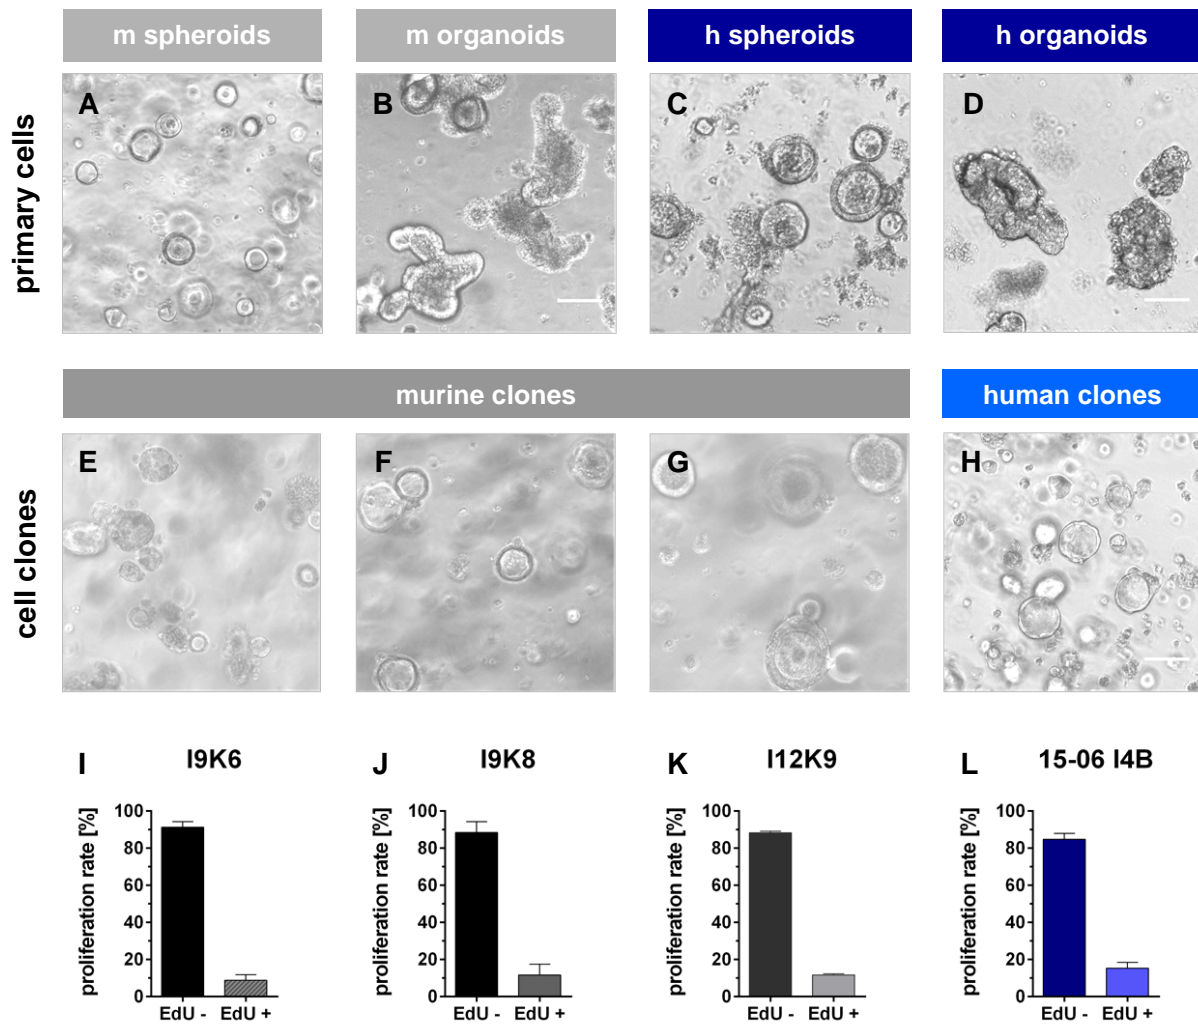 m spheroids
m organoids
h spheroids
h organoids
primary cells
A
B
C
D
murine clones
human clones
cell clones
E
F
G
H
I
I9K6
J
I9K8
K
I12K9
L
15-06 I4B
proliferation rate [%]
100
80
60
40
20
0
EdU -
EdU +
proliferation rate [%]
100
80
60
40
20
0
EdU -
EdU +
proliferation rate [%]
100
80
60
40
20
0
EdU -
EdU +
proliferation rate [%]
100
80
60
40
20
0
EdU -
EdU +